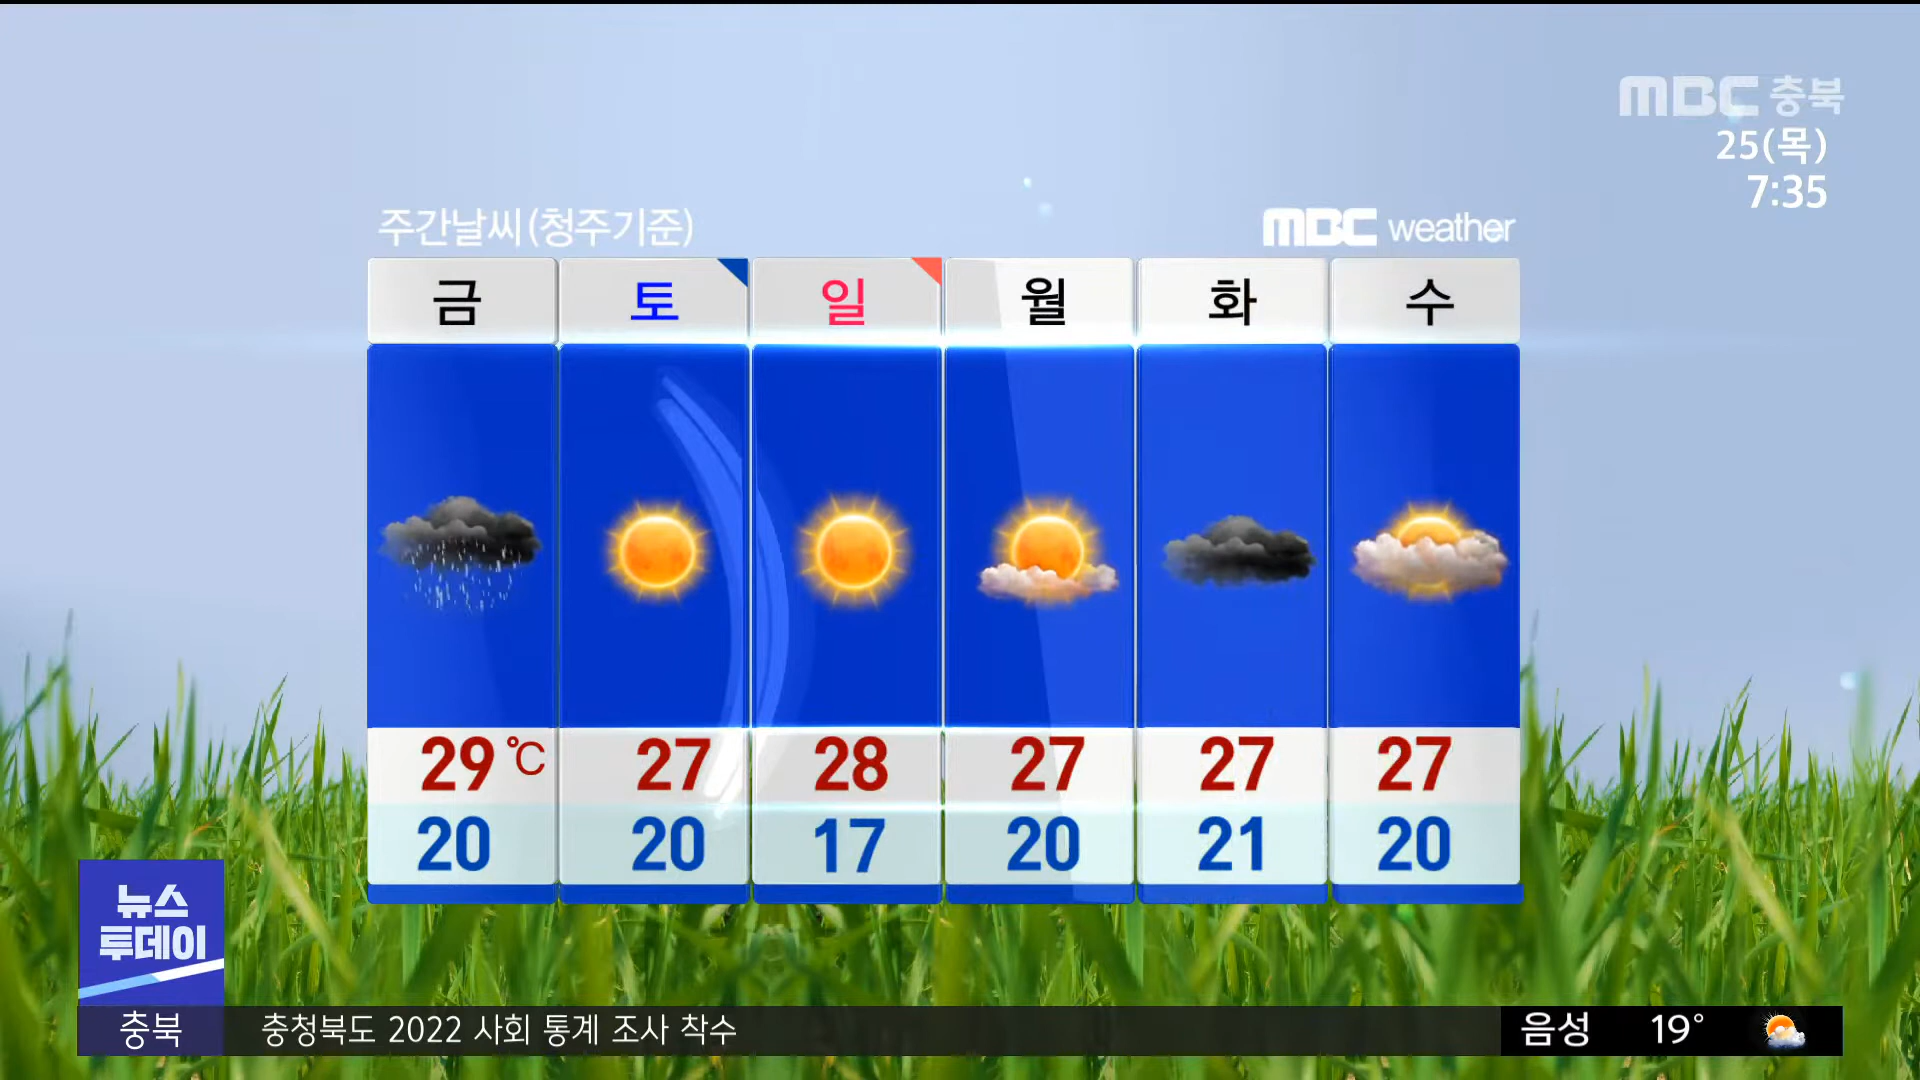 MBC 충북
25(목)
7:35
주간날씨(청주기준)
MBC weather
금 토 일 월 화 수
29℃ 27 28 27 27 27
20 20 17 20 21 20
뉴스
투데이
충북
충청북도 2022 사회 통계 조사 착수
음성 19°